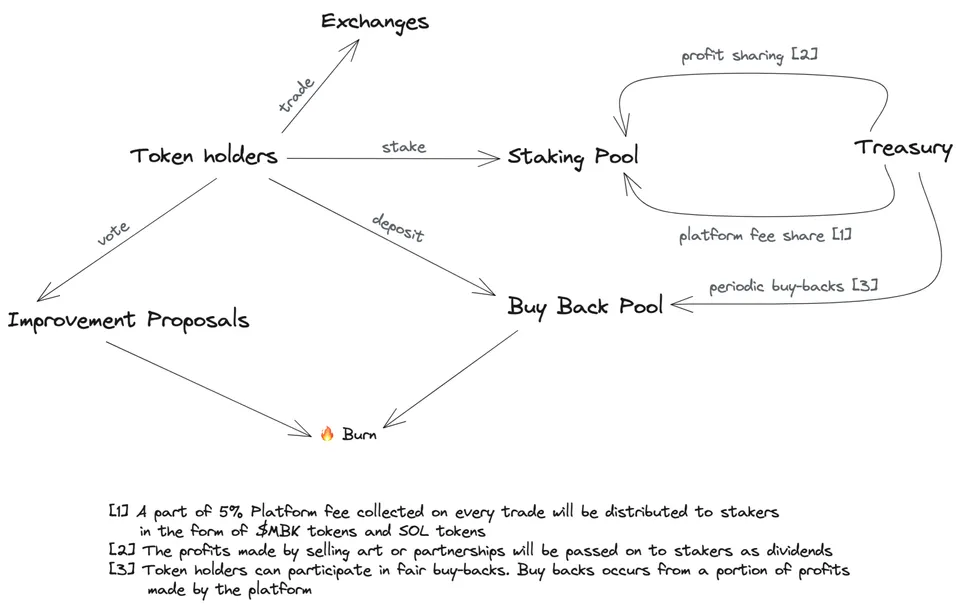 Exchanges
profit sharing [2]
trade
Token holders
stake
Staking Pool
Treasury
vote
deposit
platform fee share [1]
periodic buy-backs [3]
Improvement Proposals
Buy Back Pool
🔥 Burn
[1] A part of 5% Platform fee collected on every trade will be distributed to stakers
in the form of $MBK tokens and SOL tokens
[2] The profits made by selling art or partnerships will be passed on to stakers as dividends
[3] Token holders can participate in fair buy-backs. Buy backs occurs from a portion of profits
made by the platform